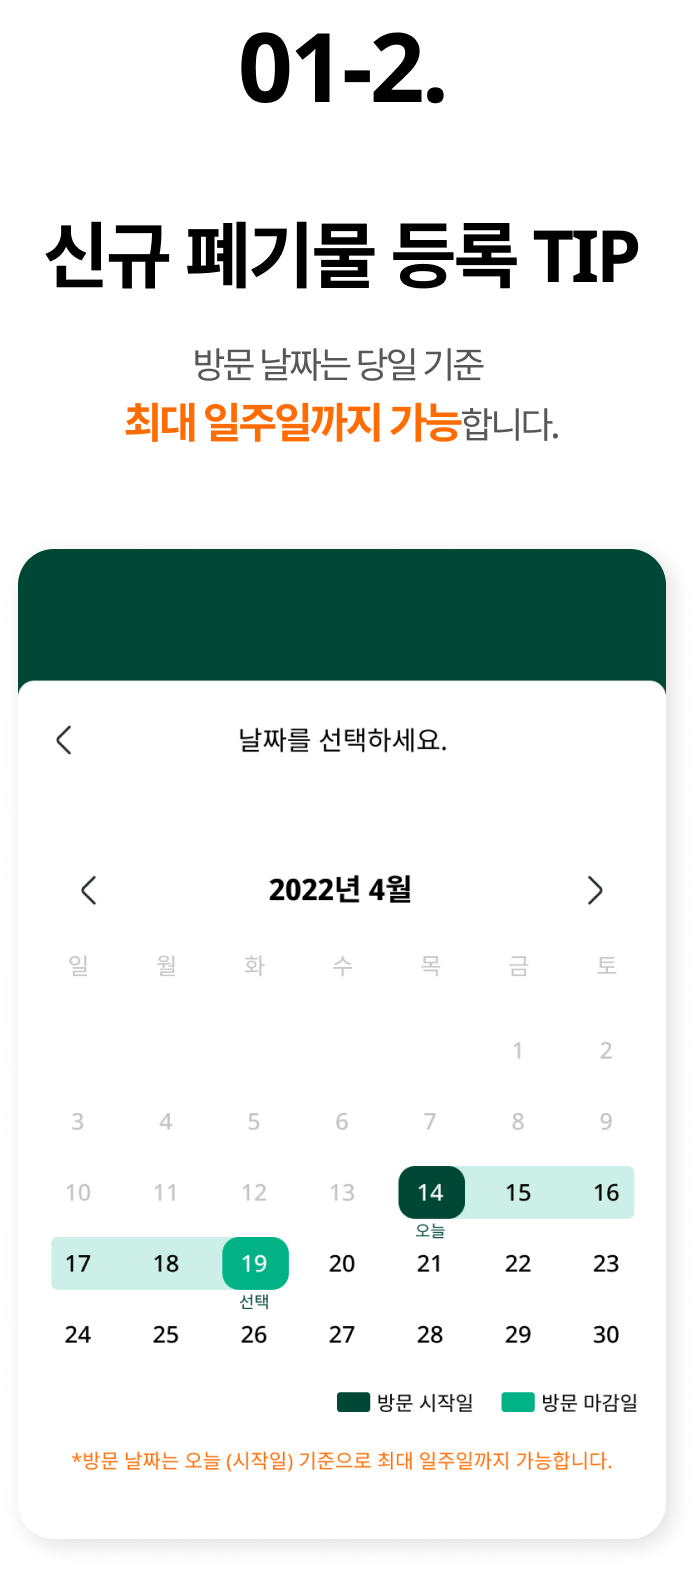 01-2.
신규 폐기물 등록 TIP
방문 날짜는 당일 기준
최대 일주일까지 가능합니다.
날짜를 선택하세요.
2022년 4월
일 월 화 수 목 금 토
1 2
3 4 5 6 7 8 9
10 11 12 13 14 15 16
오늘
17 18 19 20 21 22 23
선택
24 25 26 27 28 29 30
방문 시작일 방문 마감일
*방문 날짜는 오늘 (시작일) 기준으로 최대 일주일까지 가능합니다.